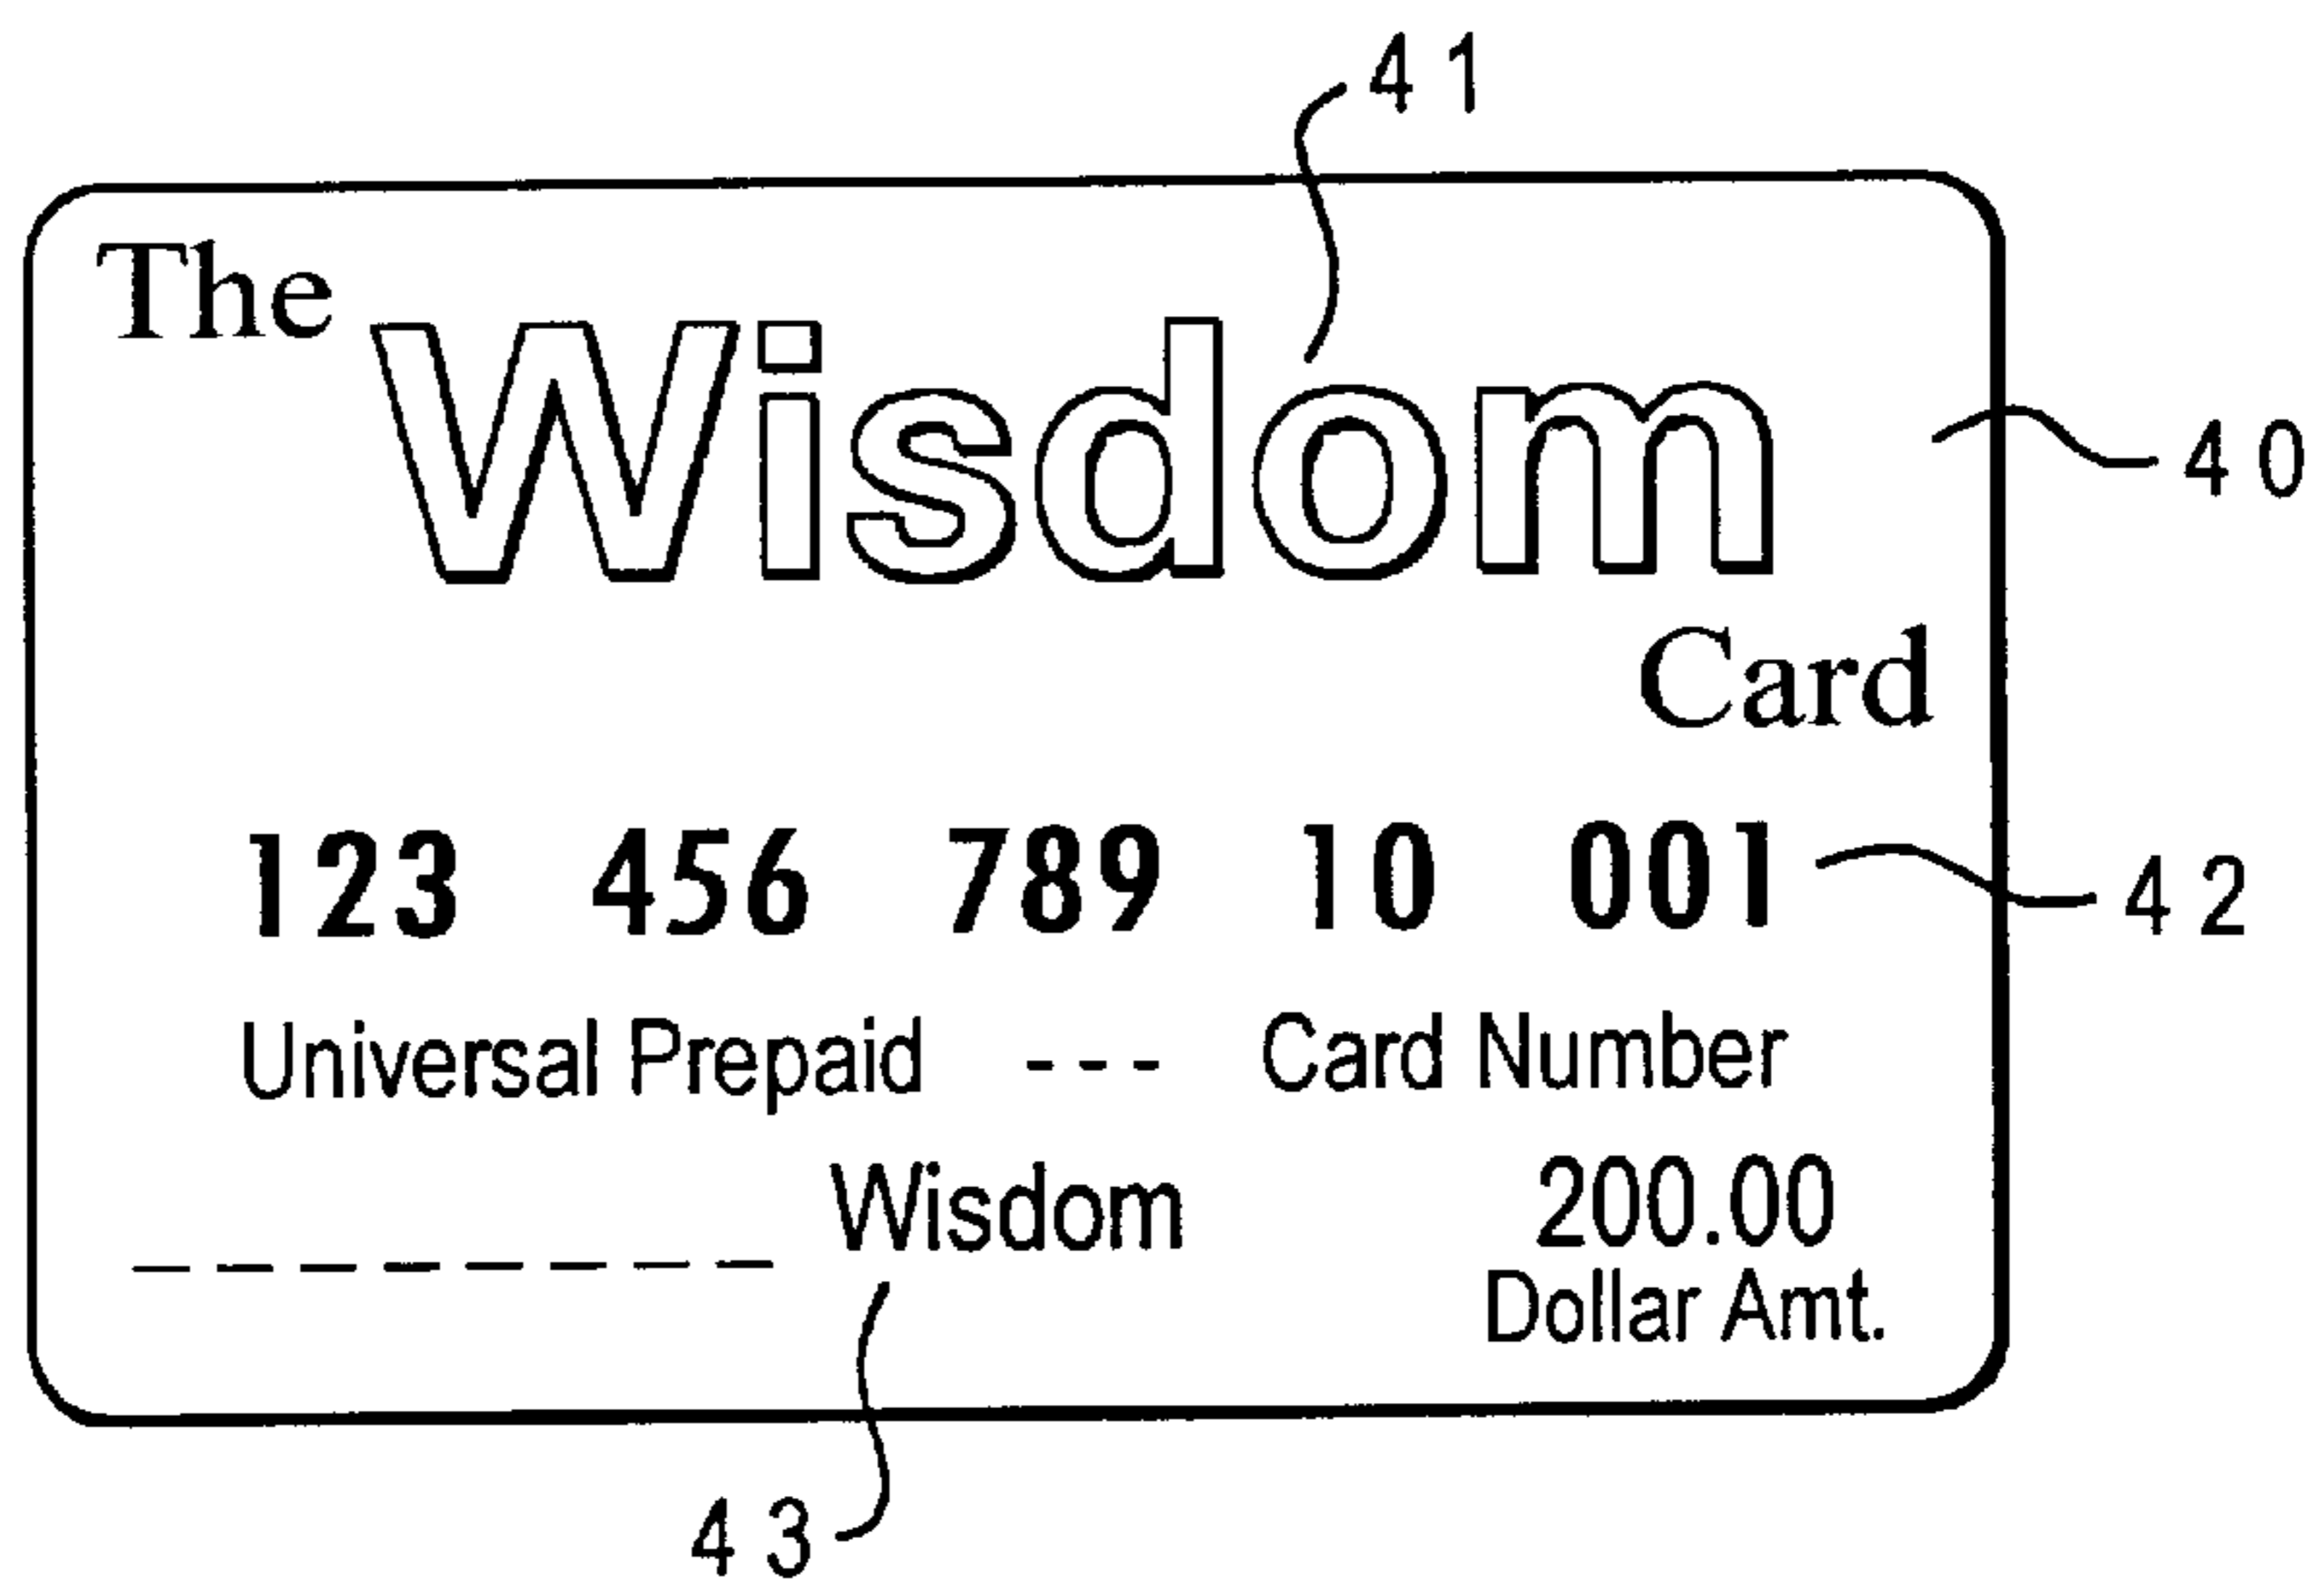 41
The
Wisdom
40
Card
123 456 789 10 001
42
Universal Prepaid --- Card Number
________ Wisdom 200.00
Dollar Amt.
43